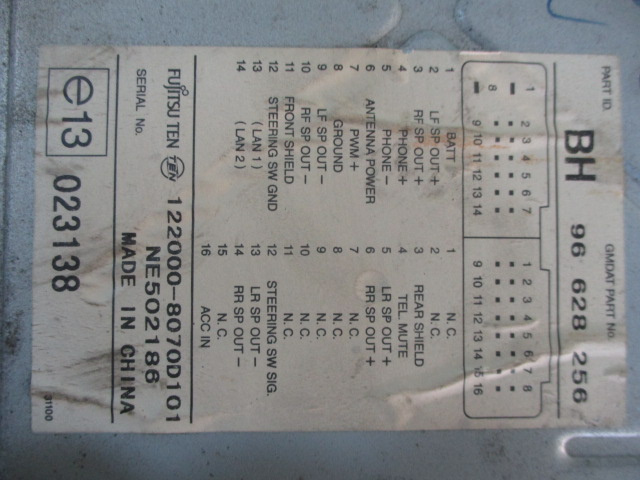 PART ID. GMDAT PART No.
BH 96 628 256
1 2 3 4 5 6 7 1 2 3 4 5 6 7 8
8 9 10 11 12 13 14 9 10 11 12 13 14 15 16
1 BATT 1 N.C.
2 LF SP OUT + 2 N.C.
3 RF SP OUT + 3 REAR SHIELD
4 PHONE + 4 TEL MUTE
5 PHONE − 5 LR SP OUT +
6 ANTENNA POWER 6 RR SP OUT +
7 PWM + 7 N.C.
8 GROUND 8 N.C.
9 LF SP OUT − 9 N.C.
10 RF SP OUT − 10 N.C.
11 FRONT SHIELD 11 N.C.
12 STEERING SW GND 12 STEERING SW SIG.
13 (LAN 1) 13 LR SP OUT −
14 (LAN 2) 14 RR SP OUT −
15 N.C.
16 ACC IN
FUJITSU TEN TEN 122000-8070D101
SERIAL No. NE502186
MADE IN CHINA
e13 023138
01100